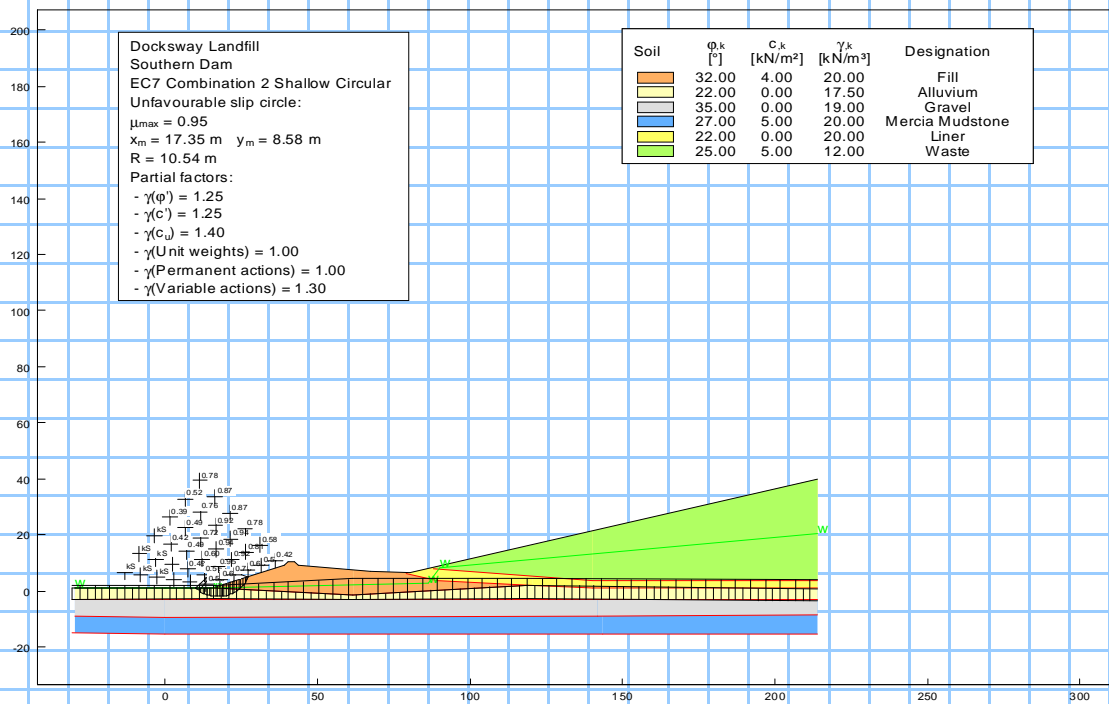 200
180
160
140
120
100
80
60
40
20
0
-20
Docksway Landfill
Southern Dam
EC7 Combination 2 Shallow Circular
Unfavourable slip circle:
μmax = 0.95
xm = 17.35 m ym = 8.58 m
R = 10.54 m
Partial factors:
- γ(φ') = 1.25
- γ(c') = 1.25
- γ(cu) = 1.40
- γ(Unit weights) = 1.00
- γ(Permanent actions) = 1.00
- γ(Variable actions) = 1.30
Soil φ,k [°] c,k [kN/m²] γ,k [kN/m³] Designation
32.00 4.00 20.00 Fill
22.00 0.00 17.50 Alluvium
35.00 0.00 19.00 Gravel
27.00 5.00 20.00 Mercia Mudstone
22.00 0.00 20.00 Liner
25.00 5.00 12.00 Waste
0.78
0.52 0.87
0.39 0.76 0.87
kS 0.49 0.92 0.78
kS 0.42 0.72 0.58
kS 0.42
w
w
w
w
0 50 100 150 200 250 300